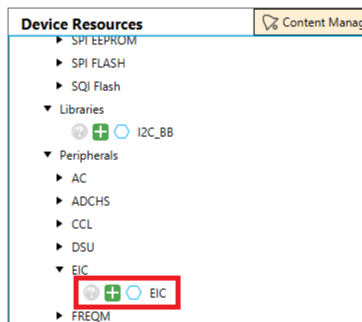 Device Resources
Content Manag
SPI EEPROM
SPI FLASH
SQI Flash
Libraries
I2C_BB
Peripherals
AC
ADCHS
CCL
DSU
EIC
EIC
FREQM